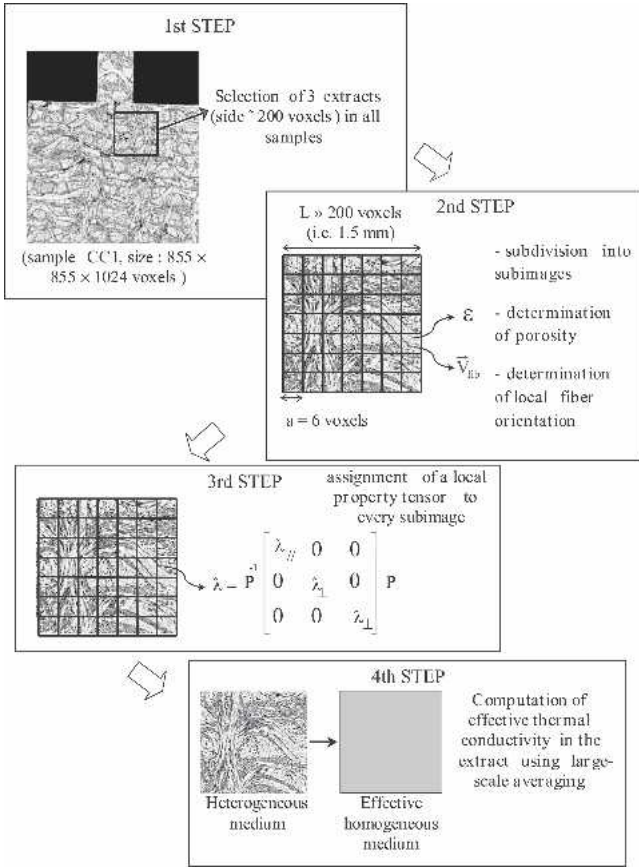 1st STEP
Selection of 3 extracts
(side ~ 200 voxels) in all
samples
(sample CC1, size : 855 ×
855 × 1024 voxels )
2nd STEP
L » 200 voxels
(i.e. 1.5 mm)
- subdivision into
subimages
ε
- determination
of porosity
V fib
- determination
of local fiber
orientation
a = 6 voxels
3rd STEP
assignment of a local
property tensor to
every subimage
λ//  0  0
λ = P -1  0  λ⊥  0  P
0  0  λ⊥
4th STEP
Computation of
effective thermal
conductivity in the
extract using large-
scale averaging
Heterogeneous
medium
Effective
homogeneous
medium